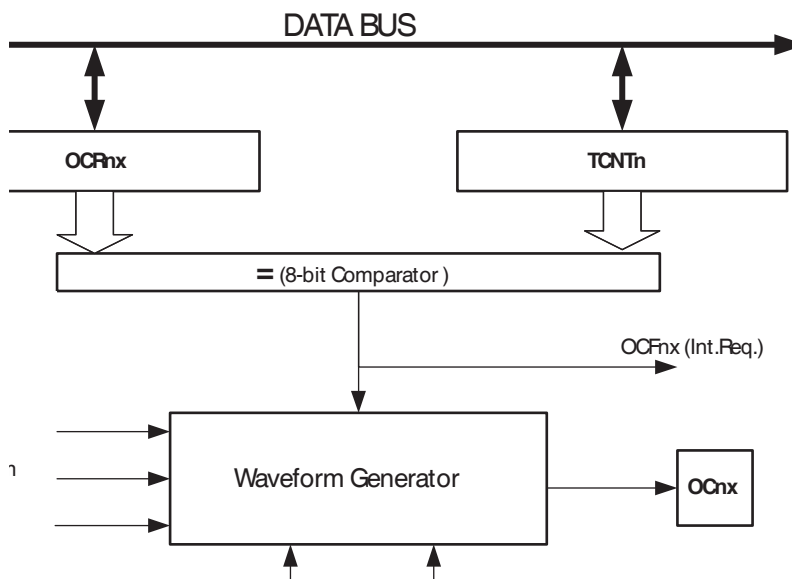 DATA BUS
OCRnx
TCNTn
= (8-bit Comparator )
OCFnx (Int.Req.)
Waveform Generator
OCnx